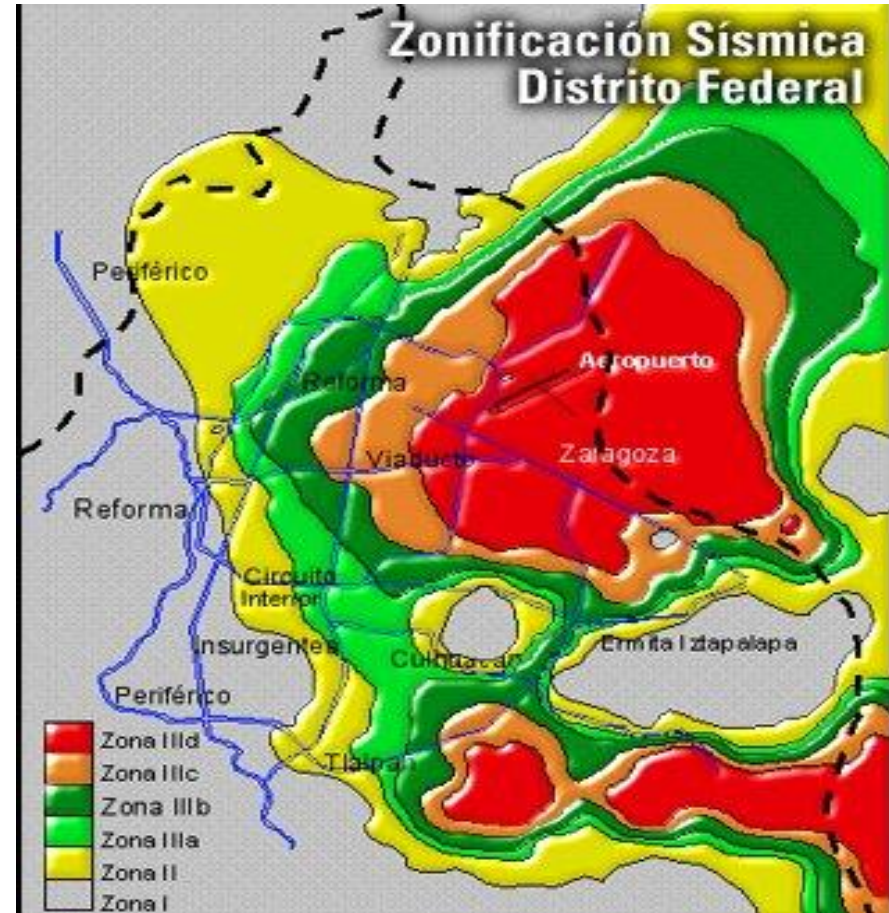 Zonificación Sísmica
Distrito Federal
Periférico
Reforma
Aeropuerto
Viaducto
Zaragoza
Reforma
Circuito
Interior
Insurgentes
Culhuacan
Ermita Iztapalapa
Periférico
Tlalpan
Zona IIId
Zona IIIc
Zona IIIb
Zona IIIa
Zona II
Zona I